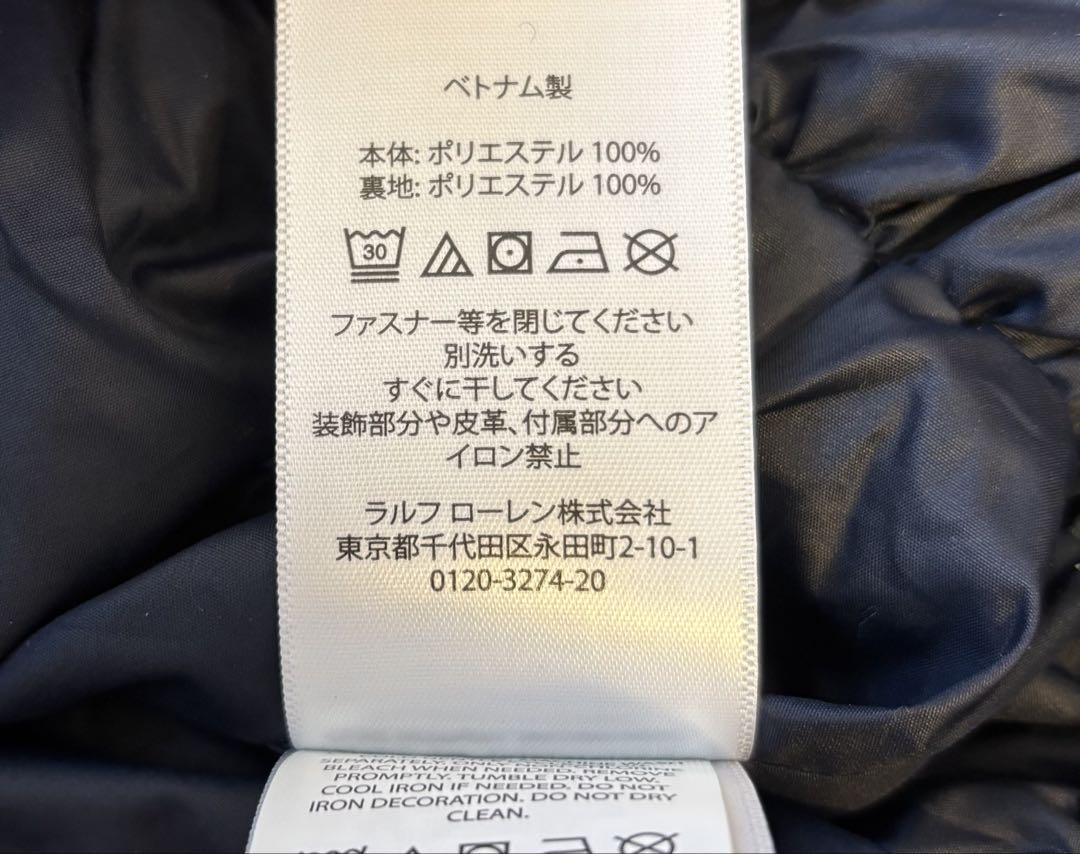 ベトナム製
本体: ポリエステル 100%
裏地: ポリエステル 100%
30
ファスナー等を閉じてください
別洗いする
すぐに干してください
装飾部分や皮革、付属部分へのア
イロン禁止
ラルフ ローレン株式会社
東京都千代田区永田町2-10-1
0120-3274-20
BLEACH WHEN NEEDED. REMOVE
PROMPTLY. TUMBLE DRY LOW.
COOL IRON IF NEEDED. DO NOT
IRON DECORATION. DO NOT DRY
CLEAN.